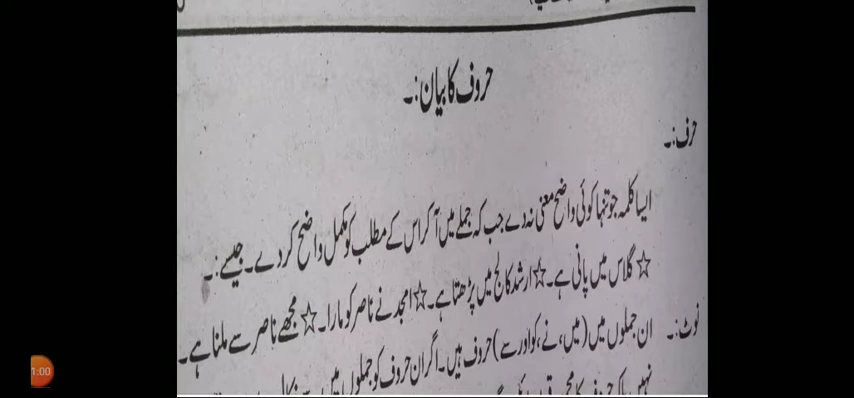 حروف کا بیان:۔
حرف:۔
ایسا کلمہ جو تنہا کوئی واضح معنی نہ دے جب کہ جملے میں آ کر اس کے مطلب کو مکمل واضح کر دے۔ جیسے:۔
☆ گلاس میں پانی ہے۔ ☆ ارشد کالج میں پڑھتا ہے۔ ☆ امجد نے ناصر کو مارا۔ ☆ مجھے ناصر سے ملنا ہے۔
نوٹ:۔ ان جملوں میں (میں، نے، کو اور سے) حروف ہیں۔ اگر ان حروف کو جملوں میں
1:00